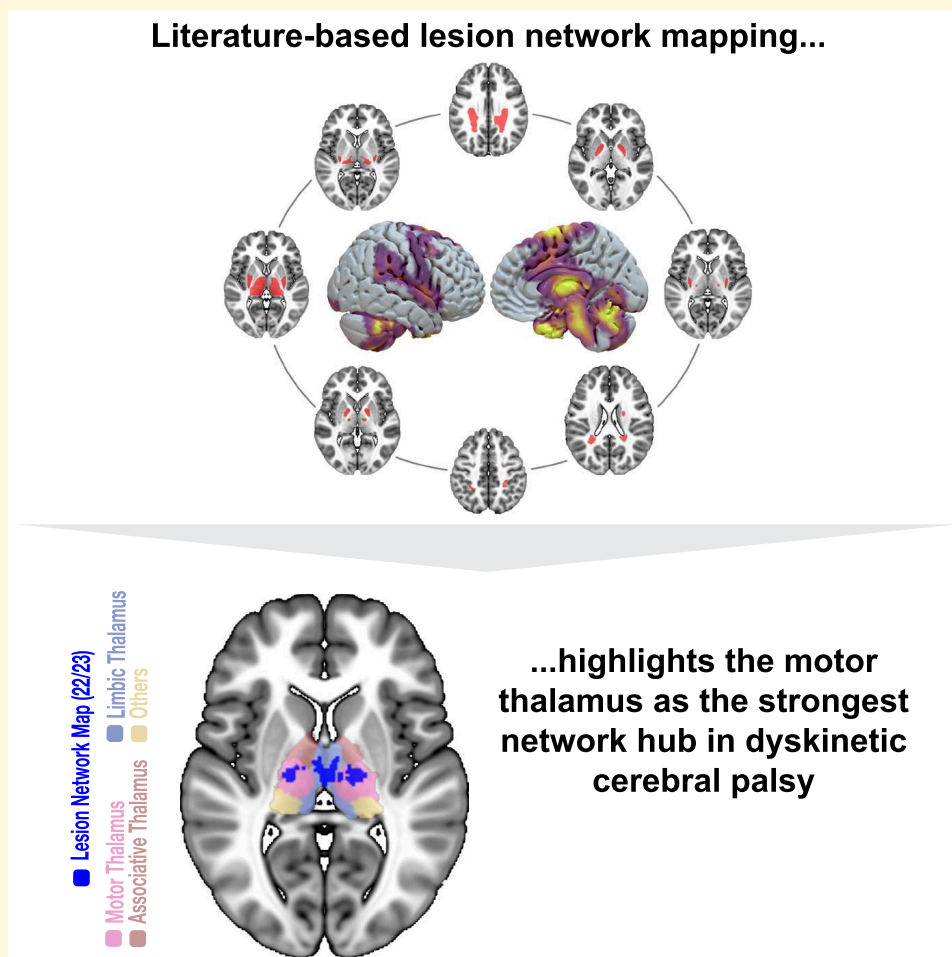 Literature-based lesion network mapping...
Lesion Network Map (22/23)
Motor Thalamus
Limbic Thalamus
Associative Thalamus
Others
...highlights the motor
thalamus as the strongest
network hub in dyskinetic
cerebral palsy